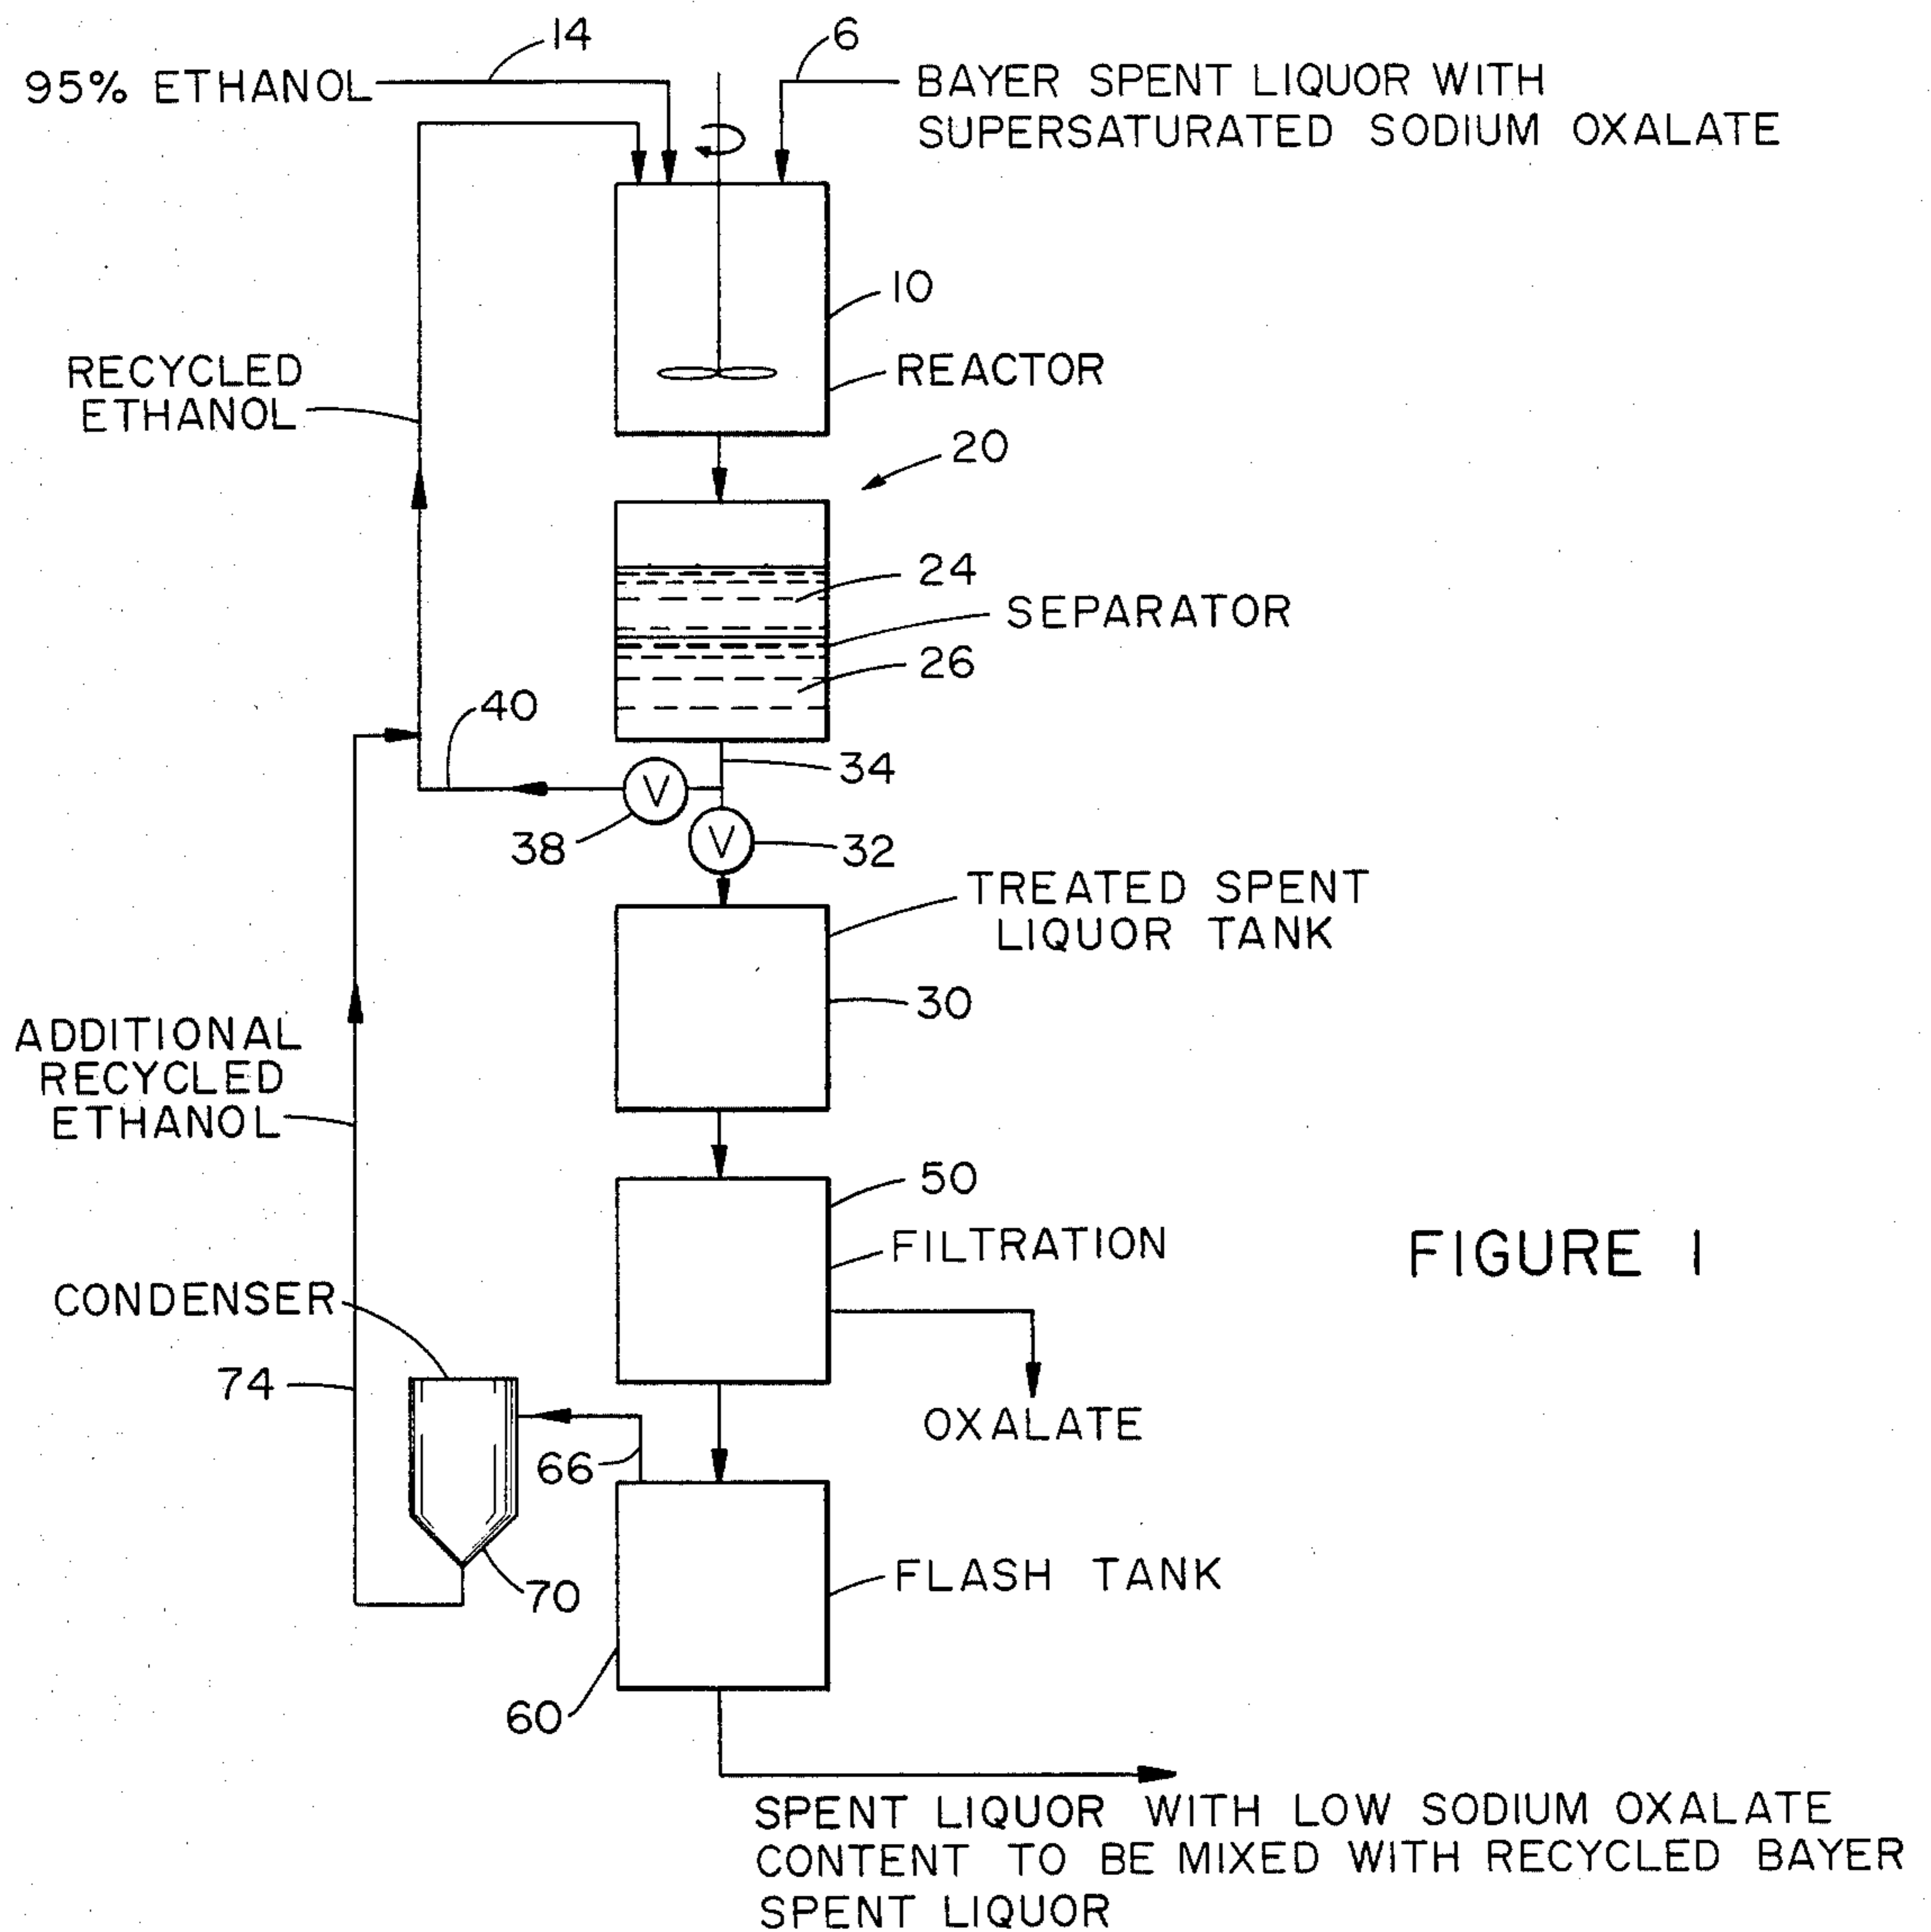 14
6
95% ETHANOL
BAYER SPENT LIQUOR WITH
SUPERSATURATED SODIUM OXALATE
10
RECYCLED
ETHANOL
REACTOR
20
24
SEPARATOR
26
40
34
V
38
V
32
TREATED SPENT
LIQUOR TANK
30
ADDITIONAL
RECYCLED
ETHANOL
50
FILTRATION
FIGURE 1
CONDENSER
74
OXALATE
66
70
FLASH TANK
60
SPENT LIQUOR WITH LOW SODIUM OXALATE
CONTENT TO BE MIXED WITH RECYCLED BAYER
SPENT LIQUOR